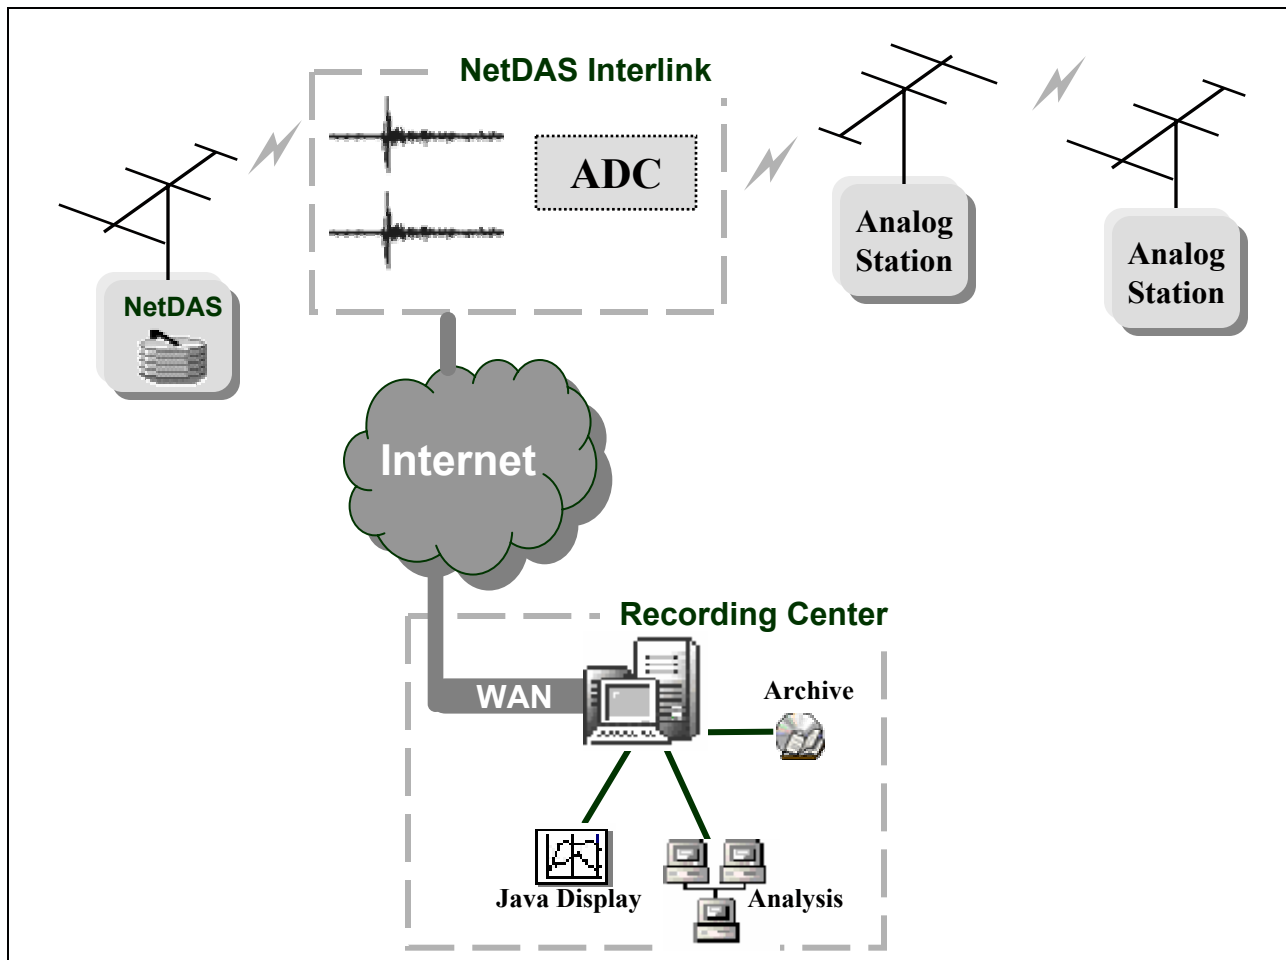 NetDAS Interlink
ADC
Analog
Station
Analog
Station
NetDAS
Internet
Recording Center
WAN
Archive
Java Display
Analysis